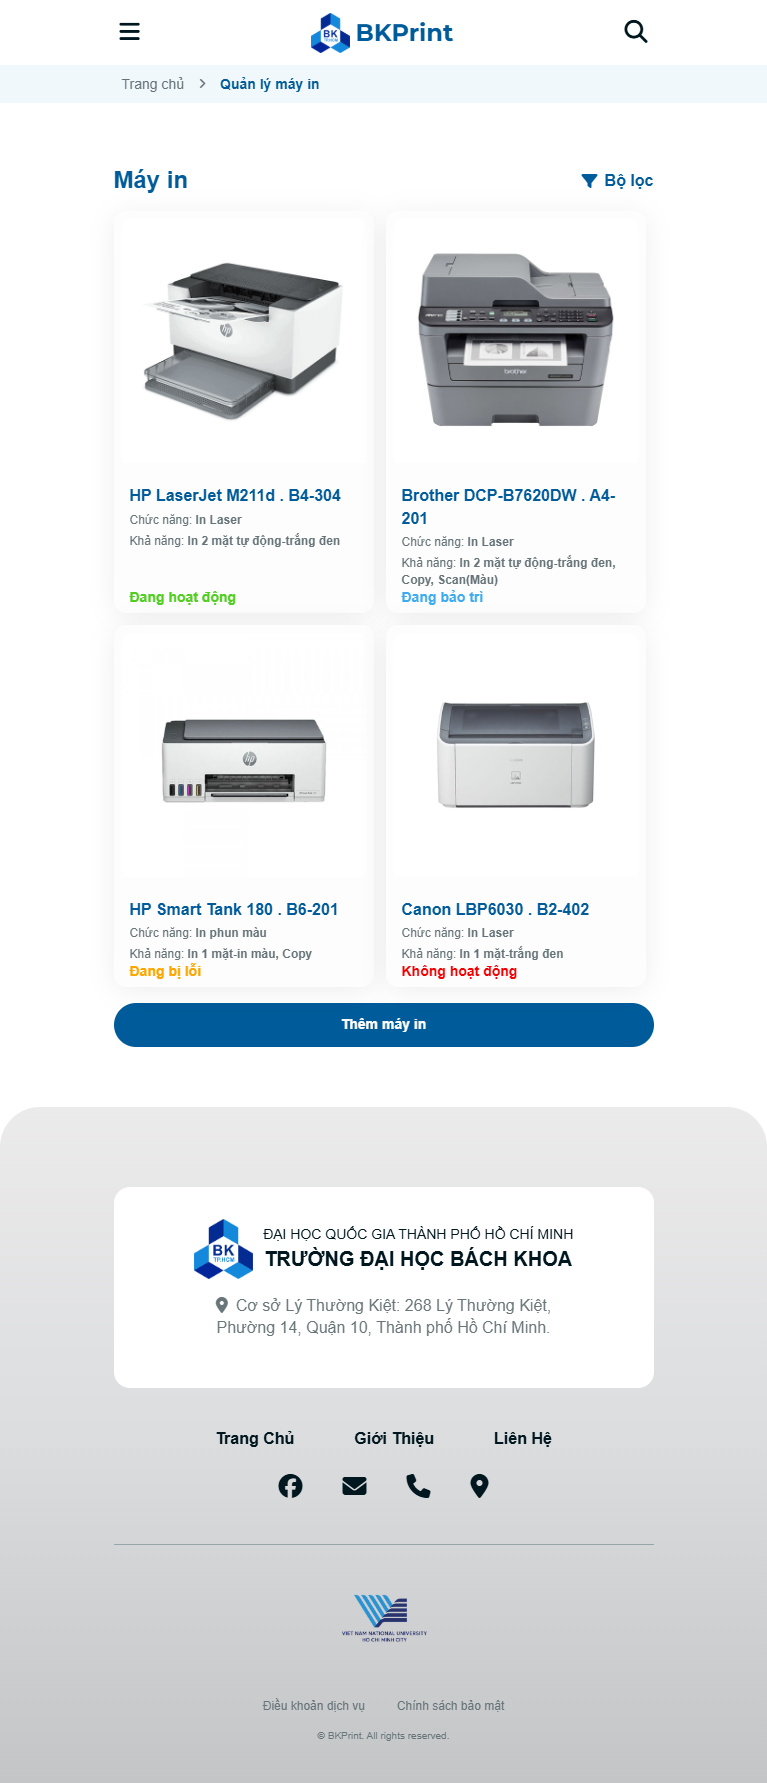 BK
TP.HCM
BKPrint
Trang chủ
Quản lý máy in
Máy in
Bộ lọc
hp
brother
HP LaserJet M211d . B4-304
Chức năng: In Laser
Khả năng: In 2 mặt tự động-trắng đen
Đang hoạt động
Brother DCP-B7620DW . A4-
201
Chức năng: In Laser
Khả năng: In 2 mặt tự động-trắng đen,
Copy, Scan(Màu)
Đang bảo trì
hp
HP Smart Tank 180 . B6-201
Chức năng: In phun màu
Khả năng: In 1 mặt-in màu, Copy
Đang bị lỗi
Canon LBP6030 . B2-402
Chức năng: In Laser
Khả năng: In 1 mặt-trắng đen
Không hoạt động
Thêm máy in
BK
TP.HCM
ĐẠI HỌC QUỐC GIA THÀNH PHỐ HỒ CHÍ MINH
TRƯỜNG ĐẠI HỌC BÁCH KHOA
Cơ sở Lý Thường Kiệt: 268 Lý Thường Kiệt,
Phường 14, Quận 10, Thành phố Hồ Chí Minh.
Trang Chủ
Giới Thiệu
Liên Hệ
VIET NAM NATIONAL UNIVERSITY
HO CHI MINH CITY
Điều khoản dịch vụ
Chính sách bảo mật
© BKPrint. All rights reserved.